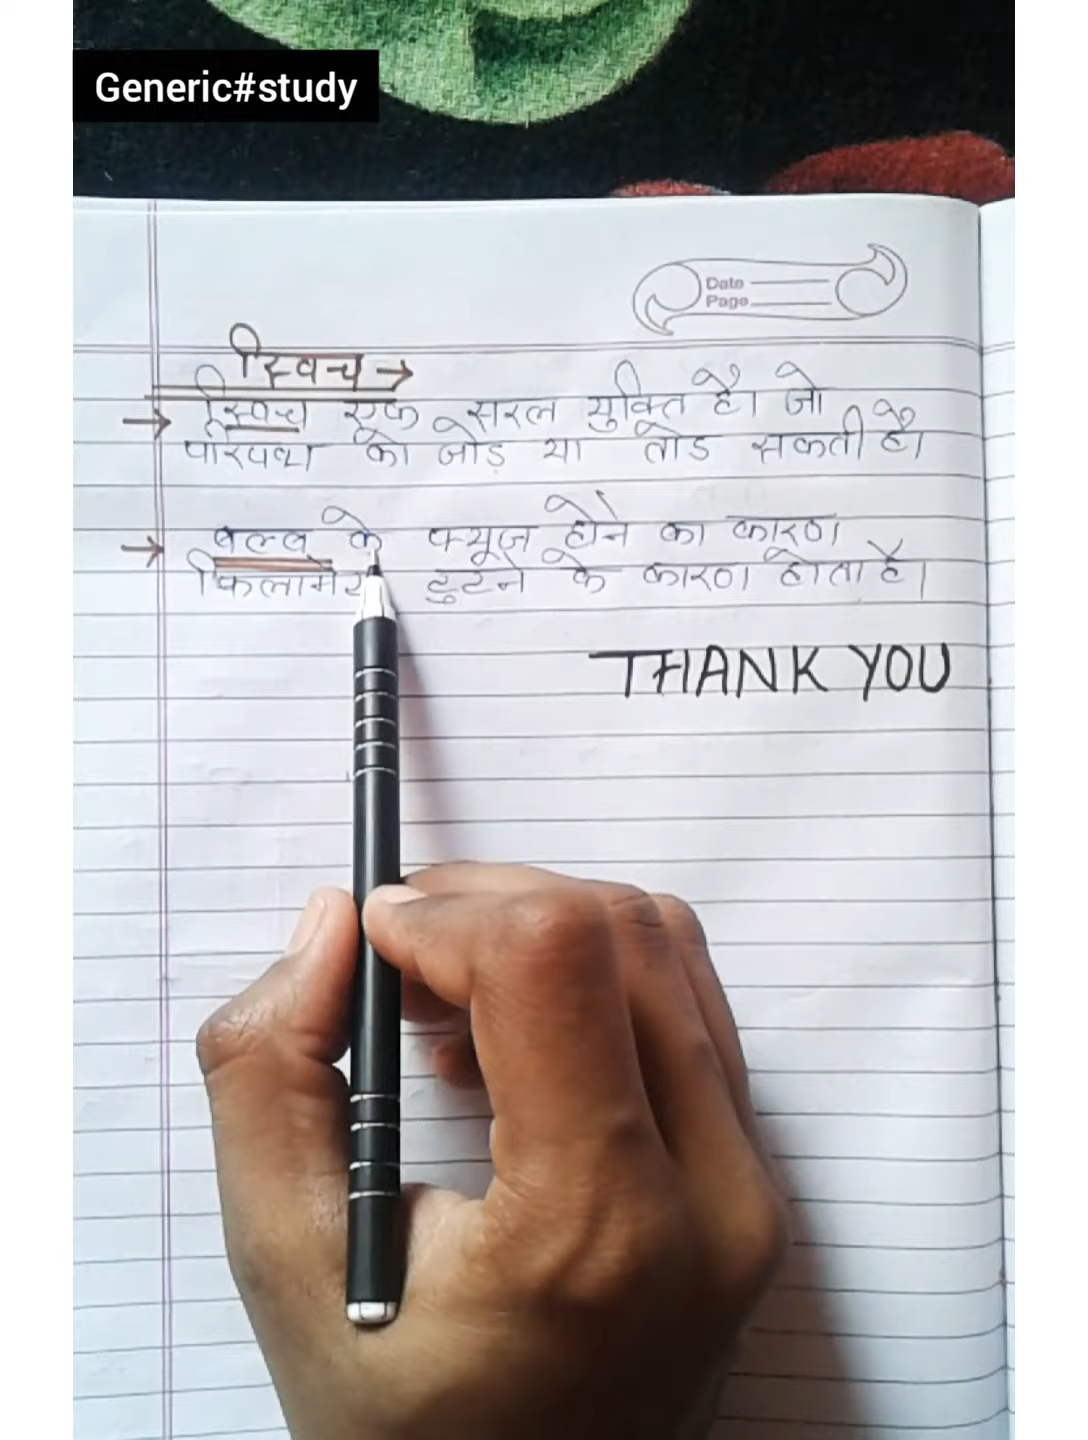 Generic#study
Date
Page
स्विच →
→ स्विच एक सरल युक्ति है। जो
परिपथ को जोड़ या तोड सकती है।
→ बल्ब के फ्यूज होने का कारण
टुटने के कारण होता है।
THANK YOU